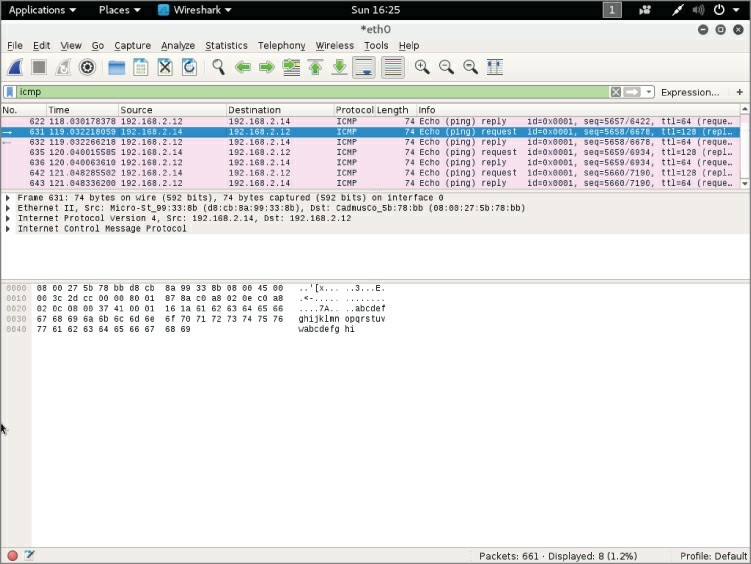 Applications Places Wireshark Sun 16:25 1
*eth0
File Edit View Go Capture Analyze Statistics Telephony Wireless Tools Help
icmp Expression... +
No. Time Source Destination Protocol Length Info
622 118.030178378 192.168.2.12 192.168.2.14 ICMP 74 Echo (ping) reply id=0x0001, seq=5657/6422, ttl=64 (reque…
631 119.032218059 192.168.2.14 192.168.2.12 ICMP 74 Echo (ping) request id=0x0001, seq=5658/6678, ttl=128 (repl…
632 119.032266218 192.168.2.12 192.168.2.14 ICMP 74 Echo (ping) reply id=0x0001, seq=5658/6678, ttl=64 (reque…
635 120.040015585 192.168.2.14 192.168.2.12 ICMP 74 Echo (ping) request id=0x0001, seq=5659/6934, ttl=128 (repl…
636 120.040063610 192.168.2.12 192.168.2.14 ICMP 74 Echo (ping) reply id=0x0001, seq=5659/6934, ttl=64 (reque…
642 121.048285502 192.168.2.14 192.168.2.12 ICMP 74 Echo (ping) request id=0x0001, seq=5660/7190, ttl=128 (repl…
643 121.048336200 192.168.2.12 192.168.2.14 ICMP 74 Echo (ping) reply id=0x0001, seq=5660/7190, ttl=64 (reque…
Frame 631: 74 bytes on wire (592 bits), 74 bytes captured (592 bits) on interface 0
Ethernet II, Src: Micro-St_99:33:8b (d8:cb:8a:99:33:8b), Dst: CadmusCo_5b:78:bb (08:00:27:5b:78:bb)
Internet Protocol Version 4, Src: 192.168.2.14, Dst: 192.168.2.12
Internet Control Message Protocol
0000 08 00 27 5b 78 bb d8 cb 8a 99 33 8b 08 00 45 00 ..'[x... ..3...E.
0010 00 3c 2d cc 00 00 80 01 87 8a c0 a8 02 0e c0 a8 .<-..... ........
0020 02 0c 08 00 37 41 00 01 16 1a 61 62 63 64 65 66 ....7A.. ..abcdef
0030 67 68 69 6a 6b 6c 6d 6e 6f 70 71 72 73 74 75 76 ghijklmn opqrstuv
0040 77 61 62 63 64 65 66 67 68 69 wabcdefg hi
Packets: 661 · Displayed: 8 (1.2%) Profile: Default